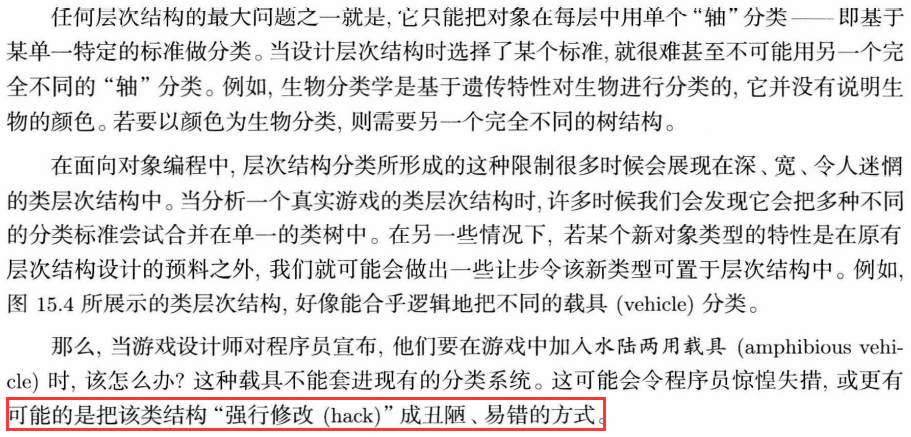 任何层次结构的最大问题之一就是, 它只能把对象在每层中用单个“轴”分类——即基于
某单一特定的标准做分类。当设计层次结构时选择了某个标准, 就很难甚至不可能用另一个完
全不同的“轴”分类。例如, 生物分类学是基于遗传特性对生物进行分类的, 它并没有说明生
物的颜色。若要以颜色为生物分类, 则需要另一个完全不同的树结构。
在面向对象编程中, 层次结构分类所形成的这种限制很多时候会展现在深、宽、令人迷惘
的类层次结构中。当分析一个真实游戏的类层次结构时, 许多时候我们会发现它会把多种不同
的分类标准尝试合并在单一的类树中。在另一些情况下, 若某个新对象类型的特性是在原有
层次结构设计的预料之外, 我们就可能会做出一些让步令该新类型可置于层次结构中。例如,
图 15.4 所展示的类层次结构, 好像能合乎逻辑地把不同的载具 (vehicle) 分类。
那么, 当游戏设计师对程序员宣布, 他们要在游戏中加入水陆两用载具 (amphibious vehi-
cle) 时, 该怎么办? 这种载具不能套进现有的分类系统。这可能会令程序员惊惶失措, 或更有
可能的是把该类结构“强行修改 (hack)”成丑陋、易错的方式。